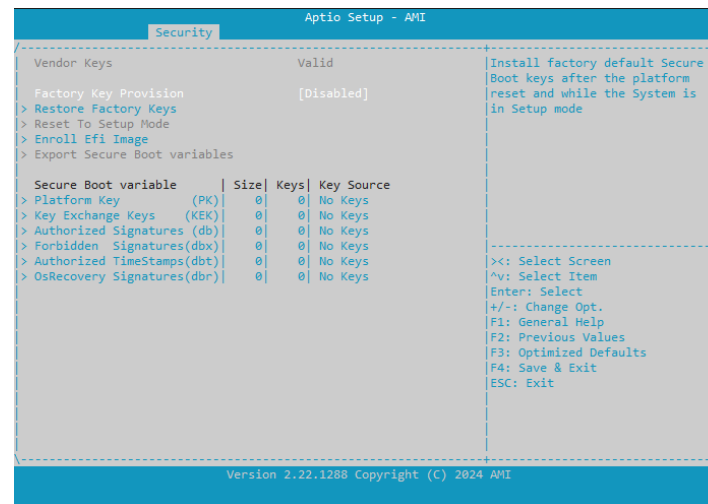 Aptio Setup - AMI
Security
Vendor Keys Valid
Factory Key Provision [Disabled]
> Restore Factory Keys
> Reset To Setup Mode
> Enroll Efi Image
> Export Secure Boot variables
Secure Boot variable | Size| Keys| Key Source
> Platform Key (PK)| 0| 0| No Keys
> Key Exchange Keys (KEK)| 0| 0| No Keys
> Authorized Signatures (db)| 0| 0| No Keys
> Forbidden Signatures(dbx)| 0| 0| No Keys
> Authorized TimeStamps(dbt)| 0| 0| No Keys
> OsRecovery Signatures(dbr)| 0| 0| No Keys
Install factory default Secure
Boot keys after the platform
reset and while the System is
in Setup mode
><: Select Screen
^v: Select Item
Enter: Select
+/-: Change Opt.
F1: General Help
F2: Previous Values
F3: Optimized Defaults
F4: Save & Exit
ESC: Exit
Version 2.22.1288 Copyright (C) 2024 AMI